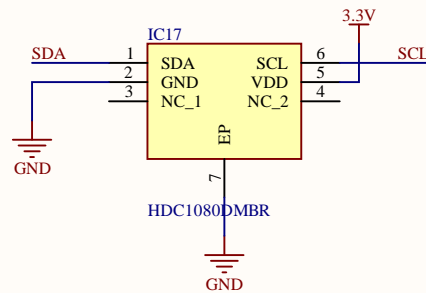 3.3V
IC17
SDA 1 SDA SCL 6 SCL
2 GND VDD 5
3 NC_1 NC_2 4
EP
7
GND
HDC1080DMBR
GND